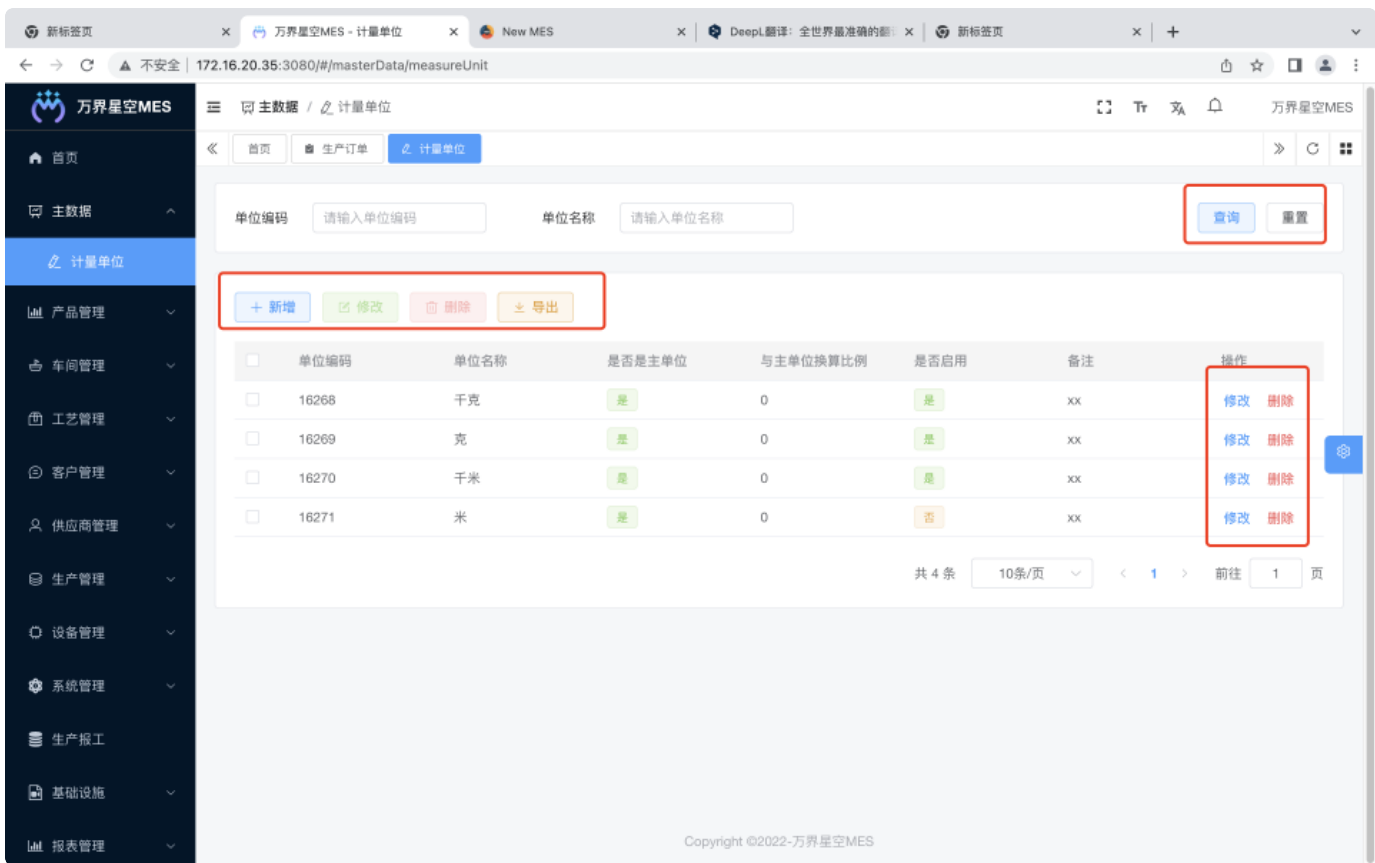 新标签页 万界星空MES - 计量单位 New MES DeepL翻译：全世界最准确的翻 新标签页
不安全 172.16.20.35:3080/#/masterData/measureUnit
万界星空MES 主数据 / 计量单位 万界星空MES
首页 生产订单 计量单位
首页
主数据
计量单位
产品管理
车间管理
工艺管理
客户管理
供应商管理
生产管理
设备管理
系统管理
生产报工
基础设施
报表管理
单位编码 请输入单位编码 单位名称 请输入单位名称 查询 重置
新增 修改 删除 导出
单位编码 单位名称 是否是主单位 与主单位换算比例 是否启用 备注 操作
16268 千克 是 0 是 xx 修改 删除
16269 克 是 0 是 xx 修改 删除
16270 千米 是 0 是 xx 修改 删除
16271 米 是 0 否 xx 修改 删除
共 4 条 10条/页 < 1 > 前往 1 页
Copyright ©2022-万界星空MES